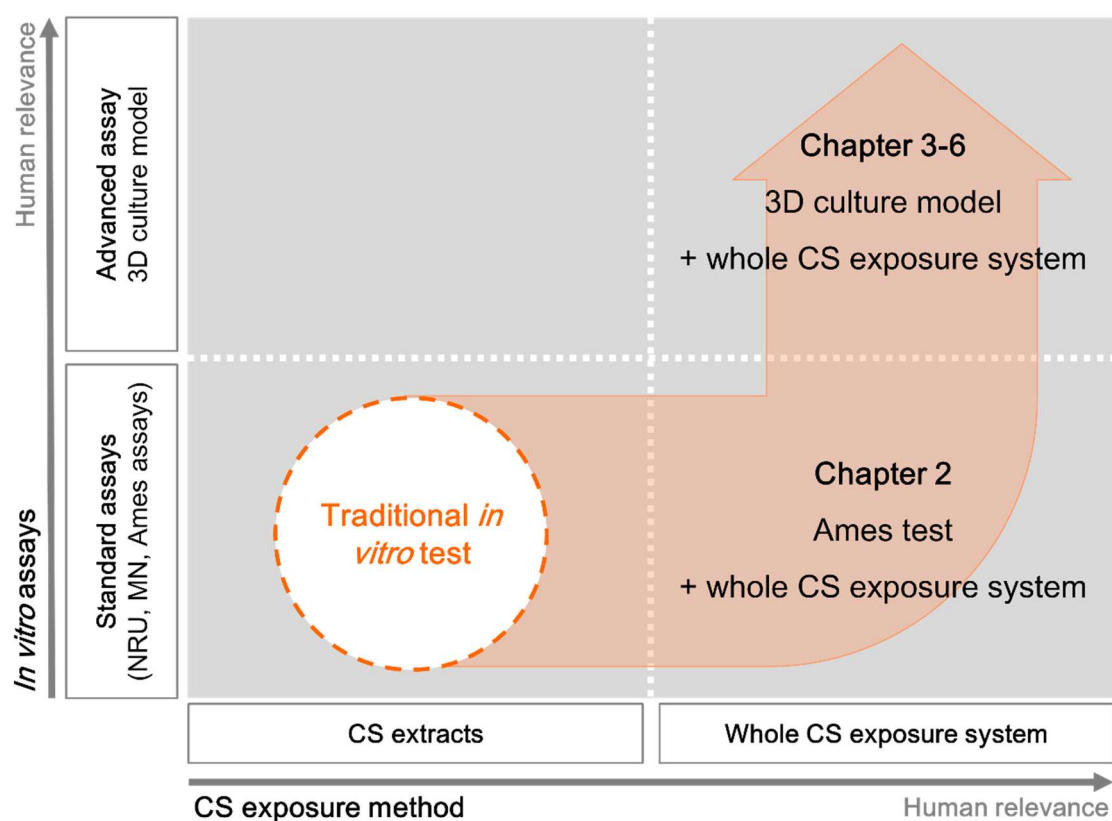 Human relevance
In vitro assays
Advanced assay
3D culture model
Standard assays
(NRU, MN, Ames assays)
Chapter 3-6
3D culture model
+ whole CS exposure system
Traditional in
vitro test
Chapter 2
Ames test
+ whole CS exposure system
CS extracts
Whole CS exposure system
CS exposure method
Human relevance